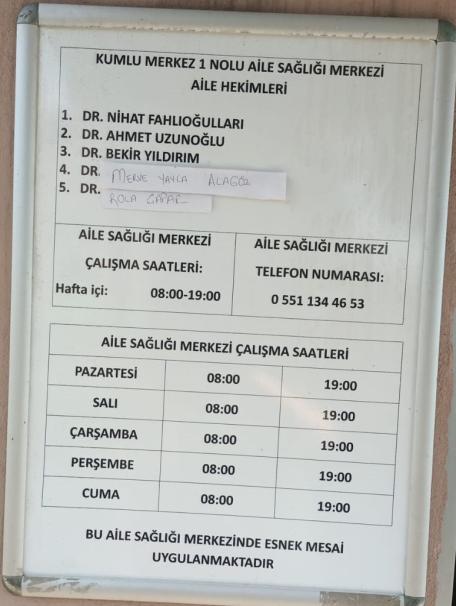 KUMLU MERKEZ 1 NOLU AİLE SAĞLIĞI MERKEZİ
AİLE HEKİMLERİ
1. DR. NİHAT FAHLIOĞULLARI
2. DR. AHMET UZUNOĞLU
3. DR. BEKİR YILDIRIM
4. DR. MERVE YAYLA ALAGÖZ
5. DR. ROLA
AİLE SAĞLIĞI MERKEZİ
ÇALIŞMA SAATLERİ:
Hafta içi: 08:00-19:00
AİLE SAĞLIĞI MERKEZİ
TELEFON NUMARASI:
0 551 134 46 53
AİLE SAĞLIĞI MERKEZİ ÇALIŞMA SAATLERİ
PAZARTESİ 08:00 19:00
SALI 08:00 19:00
ÇARŞAMBA 08:00 19:00
PERŞEMBE 08:00 19:00
CUMA 08:00 19:00
BU AİLE SAĞLIĞI MERKEZİNDE ESNEK MESAİ
UYGULANMAKTADIR